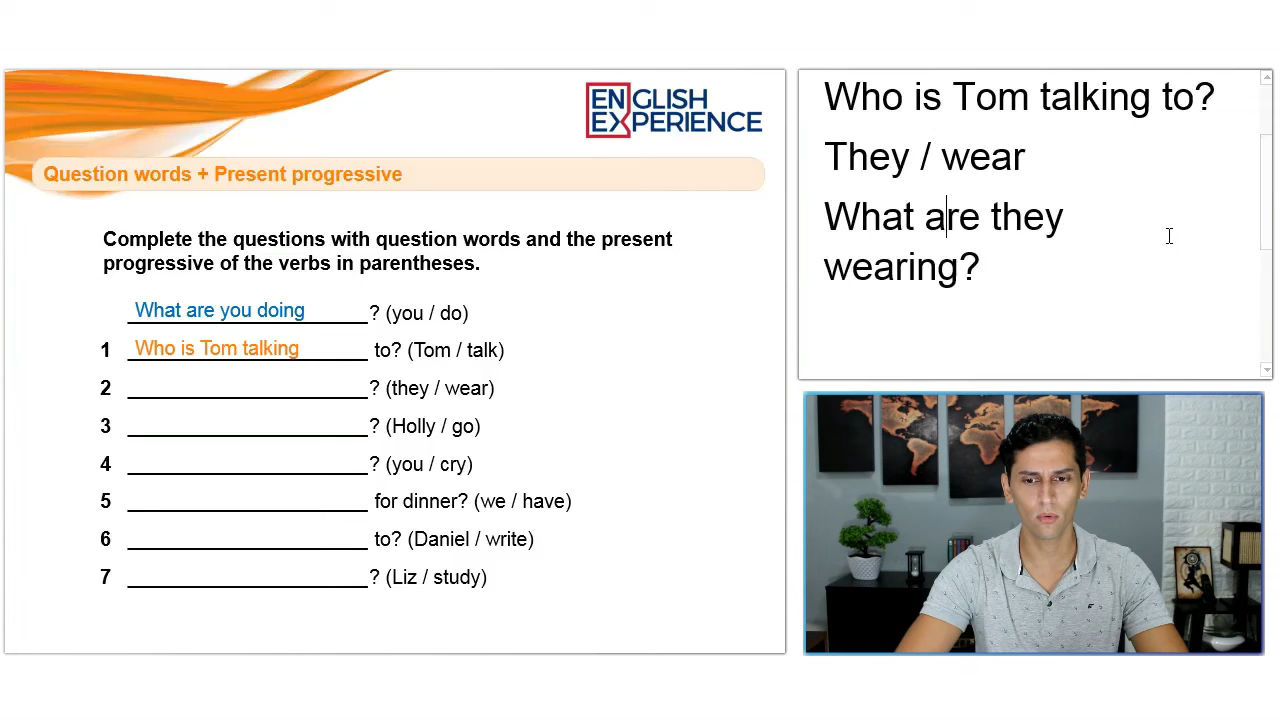 ENGLISH
EXPERIENCE
Question words + Present progressive
Complete the questions with question words and the present
progressive of the verbs in parentheses.
What are you doing ? (you / do)
1 Who is Tom talking to? (Tom / talk)
2 ? (they / wear)
3 ? (Holly / go)
4 ? (you / cry)
5 for dinner? (we / have)
6 to? (Daniel / write)
7 ? (Liz / study)
Who is Tom talking to?
They / wear
What are they
wearing?